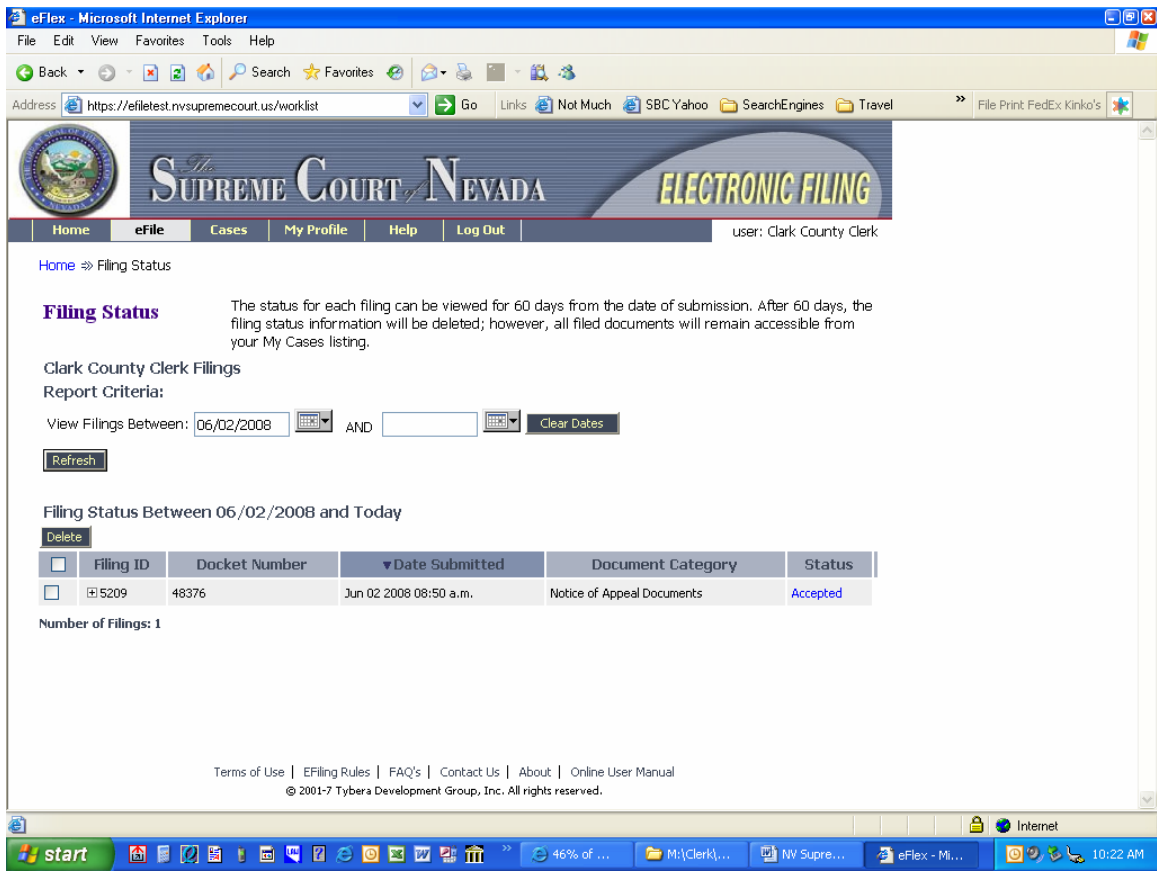 eFlex - Microsoft Internet Explorer
File Edit View Favorites Tools Help
Back Search Favorites
Address https://efiletest.nvsupremecourt.us/worklist Go Links Not Much SBC Yahoo SearchEngines Travel » File Print FedEx Kinko's
The SUPREME COURT of NEVADA ELECTRONIC FILING
Home eFile Cases My Profile Help Log Out user: Clark County Clerk
Home ⇒ Filing Status
Filing Status
The status for each filing can be viewed for 60 days from the date of submission. After 60 days, the
filing status information will be deleted; however, all filed documents will remain accessible from
your My Cases listing.
Clark County Clerk Filings
Report Criteria:
View Filings Between: 06/02/2008 AND Clear Dates
Refresh
Filing Status Between 06/02/2008 and Today
Delete
Filing ID Docket Number ▼Date Submitted Document Category Status
5209 48376 Jun 02 2008 08:50 a.m. Notice of Appeal Documents Accepted
Number of Filings: 1
Terms of Use | EFiling Rules | FAQ's | Contact Us | About | Online User Manual
© 2001-7 Tybera Development Group, Inc. All rights reserved.
Internet
start » 46% of ... M:\Clerk\... NV Supre... eFlex - Mi... 10:22 AM